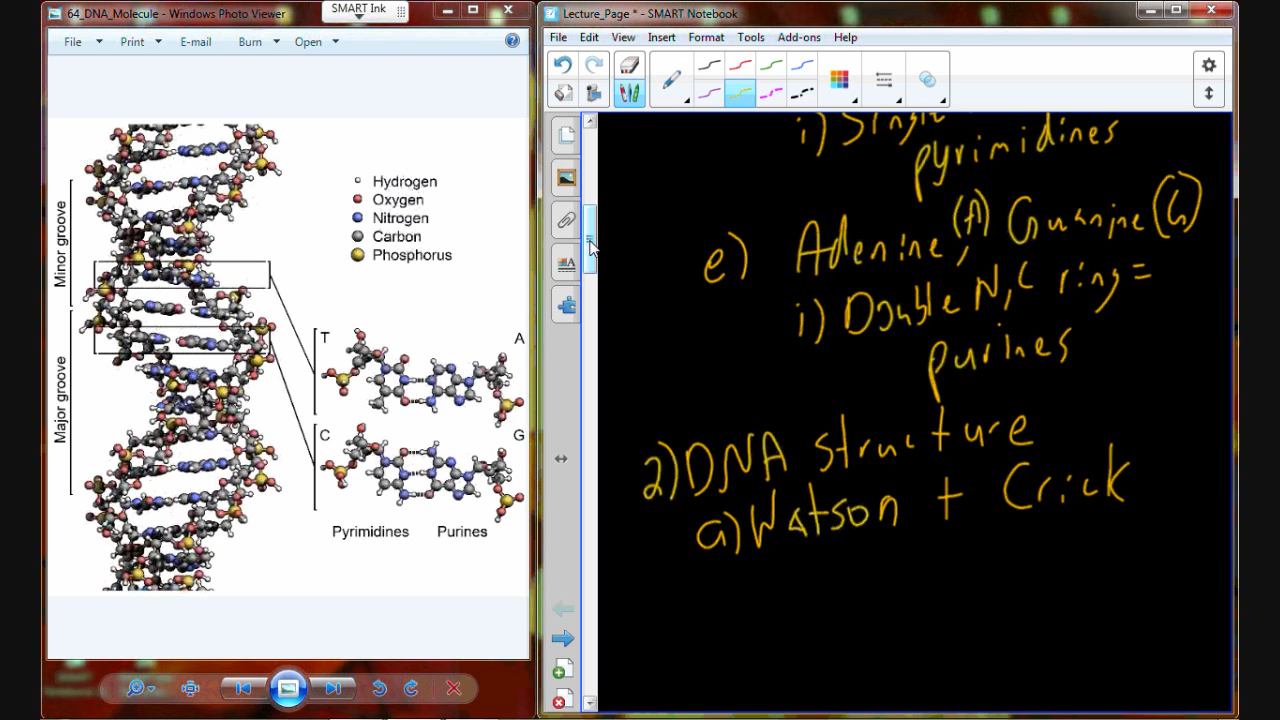 64_DNA_Molecule - Windows Photo Viewer
SMART Ink
File Print E-mail Burn Open
Minor groove
Major groove
Hydrogen
Oxygen
Nitrogen
Carbon
Phosphorus
T A
C G
Pyrimidines Purines
Lecture_Page * - SMART Notebook
File Edit View Insert Format Tools Add-ons Help
i) Single
pyrimidines
e) Adenine (A), Guanine (G)
i) Double N, C ring =
purines
2) DNA structure
a) Watson + Crick